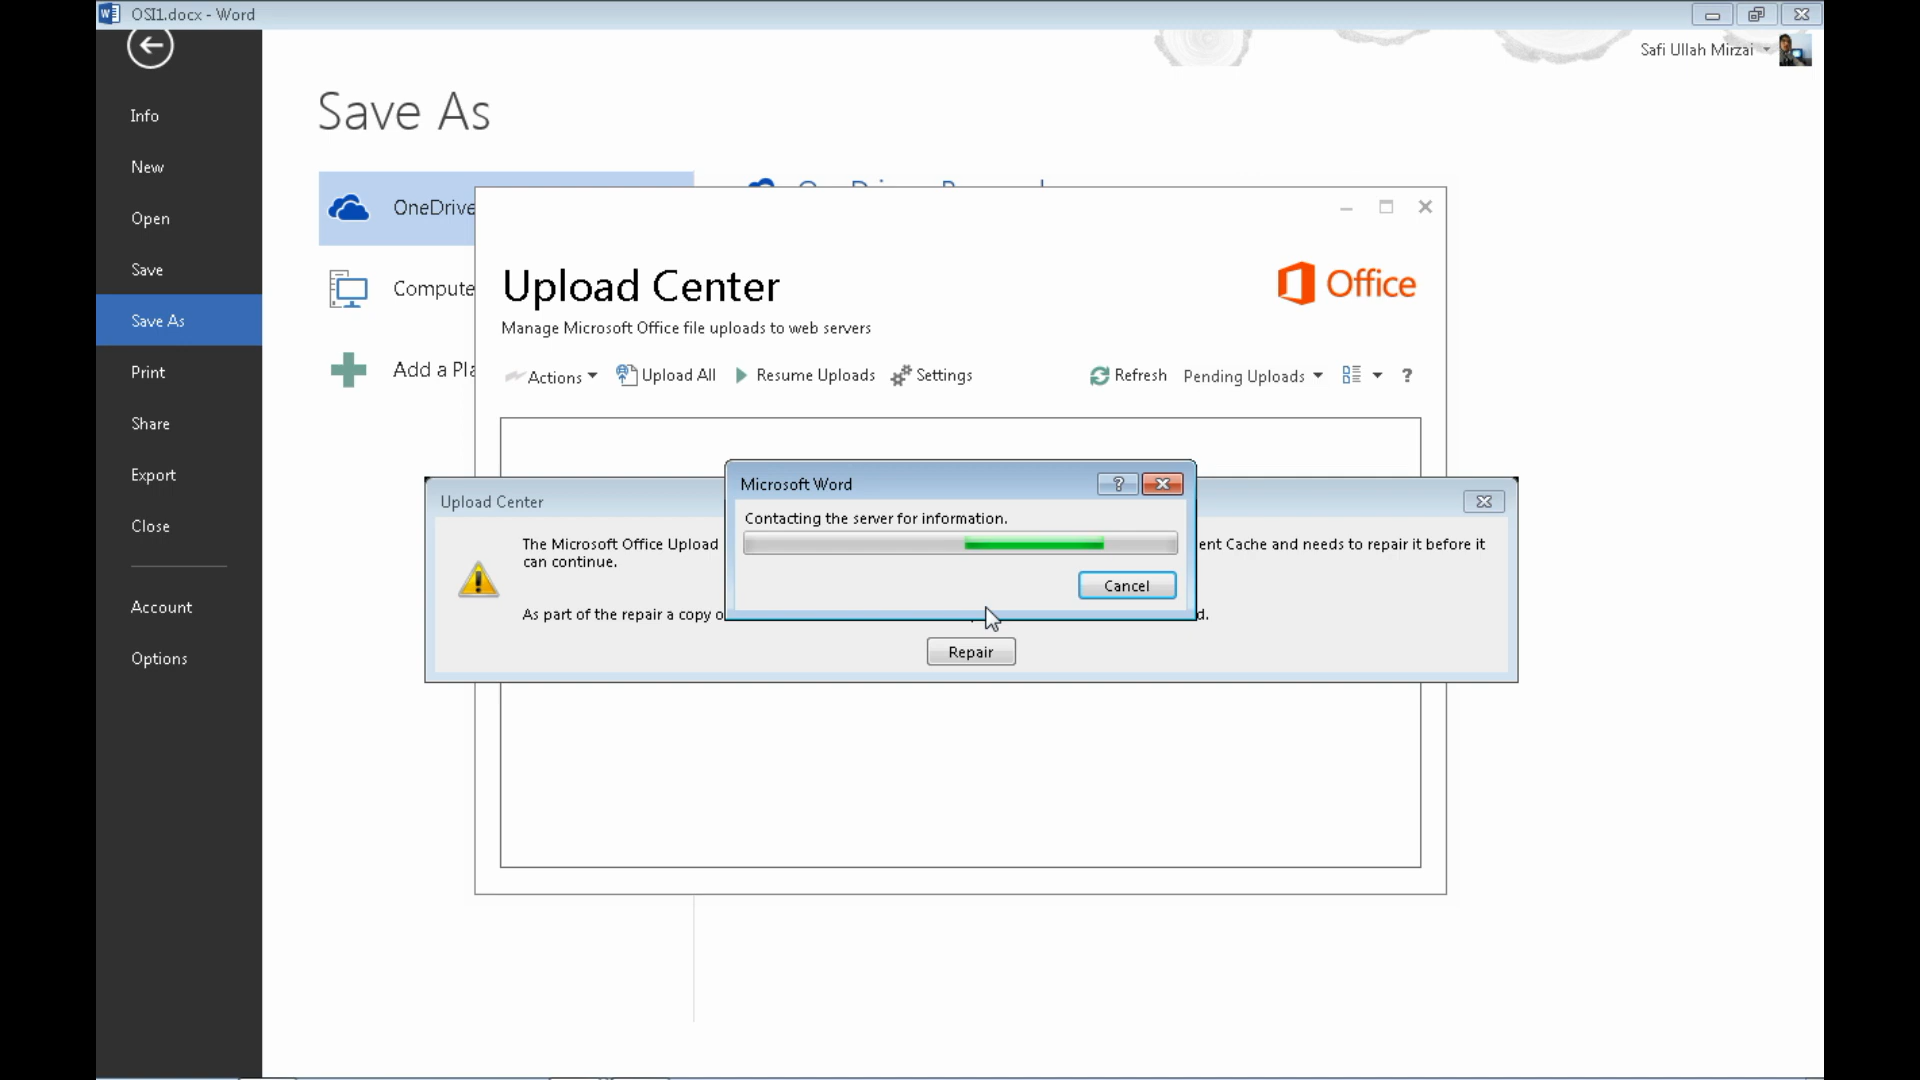 OSI1.docx - Word
Safi Ullah Mirzai
Info
New
Open
Save
Save As
Print
Share
Export
Close
Account
Options
Save As
OneDrive
Compute
Add a Pla
Upload Center
Office
Manage Microsoft Office file uploads to web servers
Actions Upload All Resume Uploads Settings Refresh Pending Uploads ?
Upload Center
The Microsoft Office Upload
ent Cache and needs to repair it before it
can continue.
As part of the repair a copy o
d.
Repair
Microsoft Word
?
Contacting the server for information.
Cancel